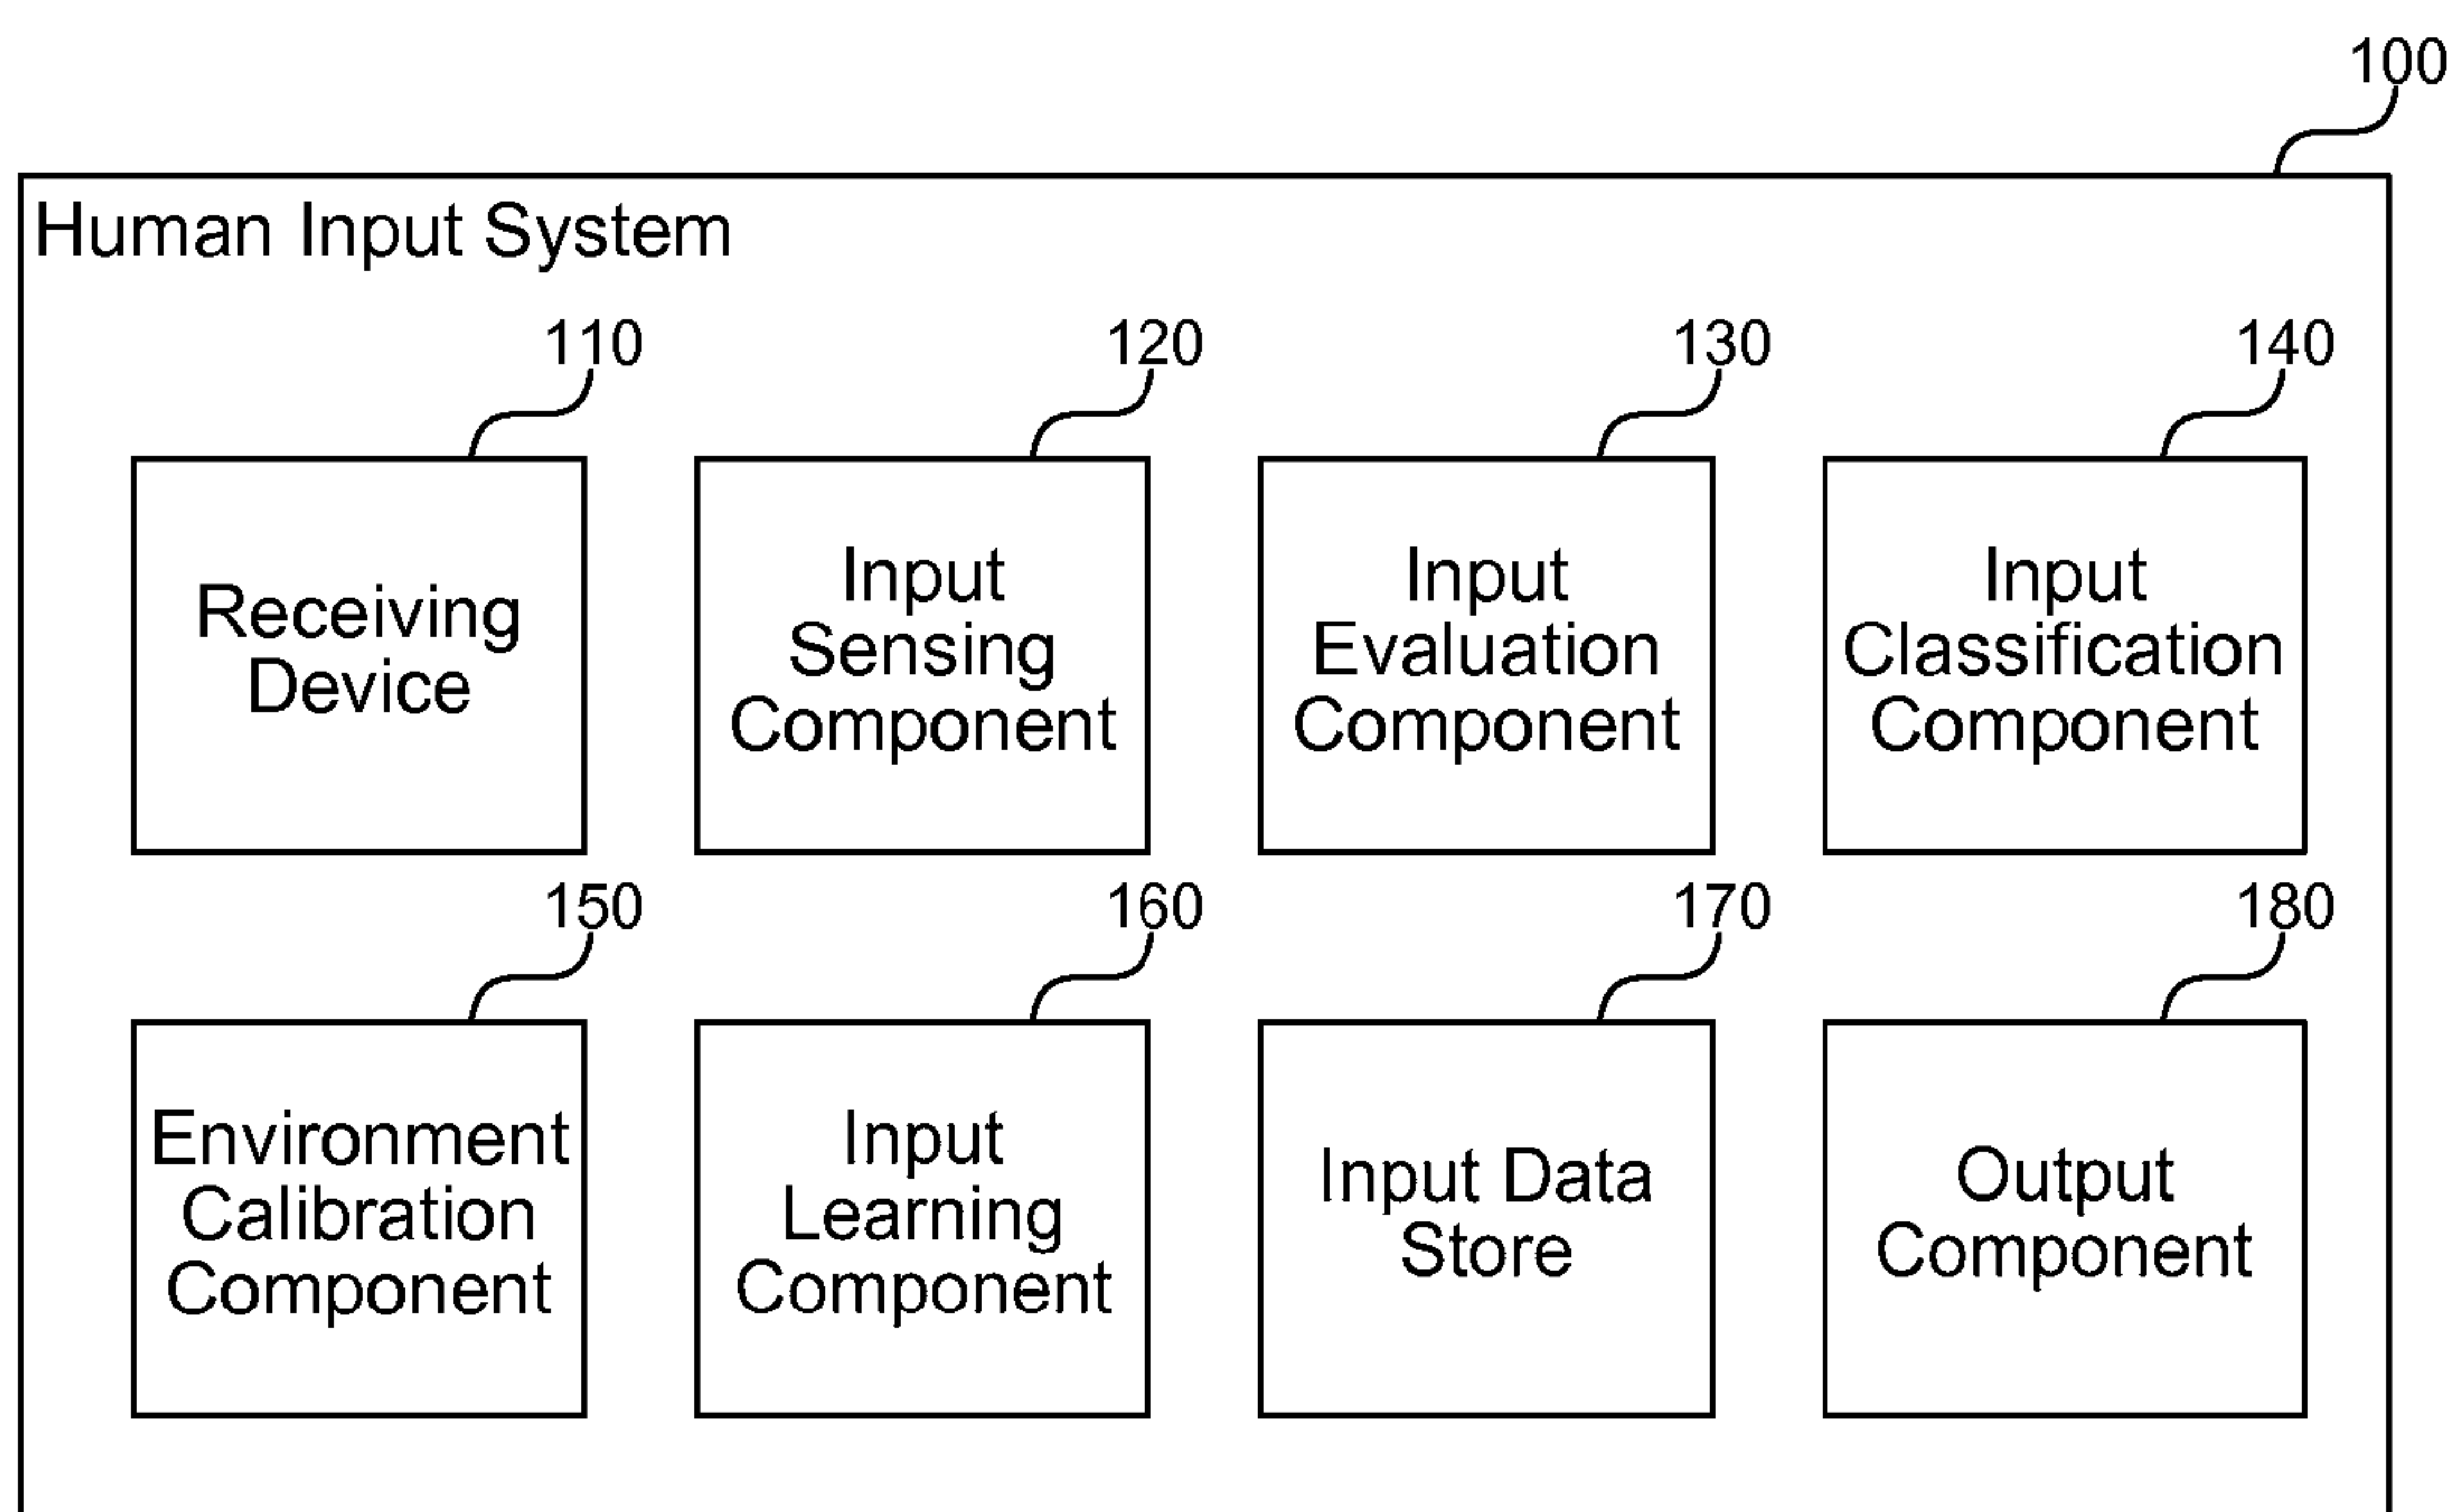 100
Human Input System
110
120
130
140
Receiving
Device
Input
Sensing
Component
Input
Evaluation
Component
Input
Classification
Component
150
160
170
180
Environment
Calibration
Component
Input
Learning
Component
Input Data
Store
Output
Component